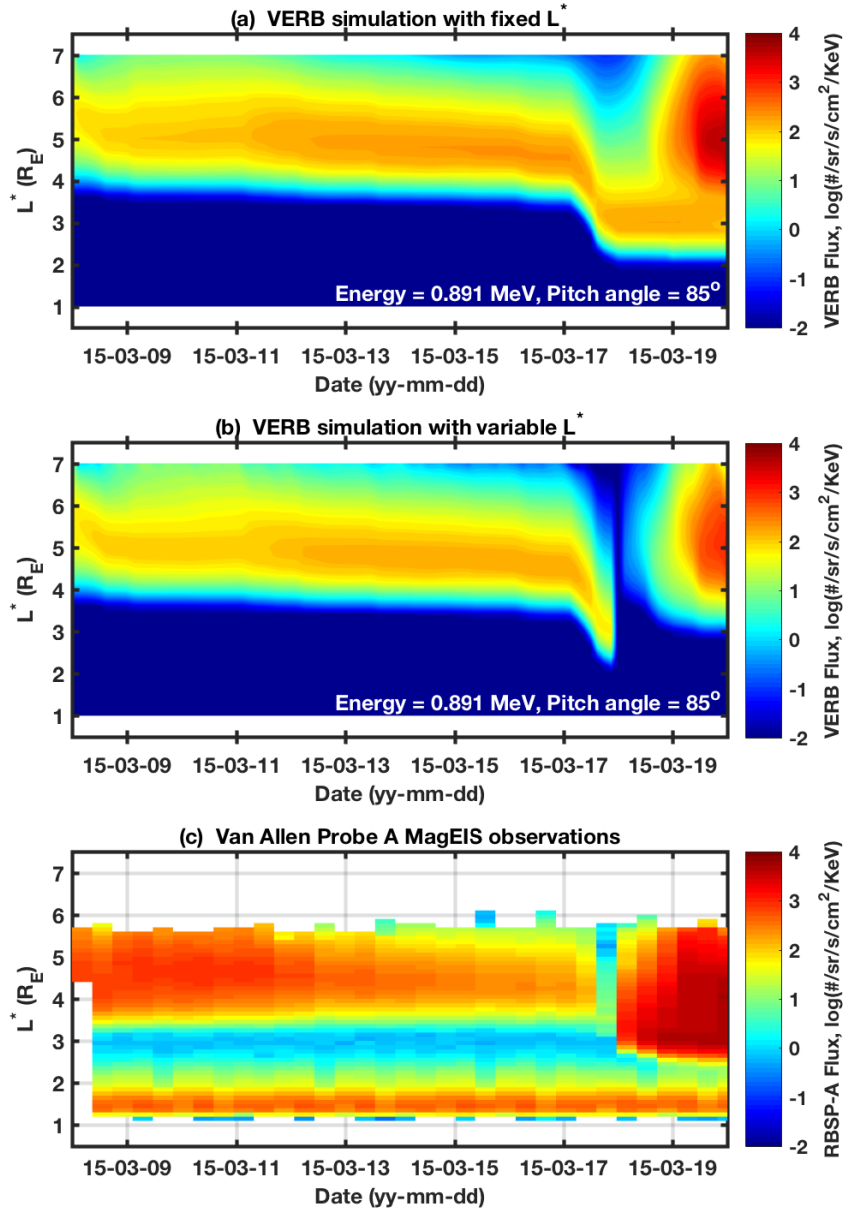 (a) VERB simulation with fixed L*
7
6
5
4
3
2
1
L* (R_E)
Energy = 0.891 MeV, Pitch angle = 85°
15-03-09 15-03-11 15-03-13 15-03-15 15-03-17 15-03-19
Date (yy-mm-dd)
4
3
2
1
0
-1
-2
VERB Flux, log(#/sr/s/cm²/KeV)
(b) VERB simulation with variable L*
7
6
5
4
3
2
1
L* (R_E)
Energy = 0.891 MeV, Pitch angle = 85°
15-03-09 15-03-11 15-03-13 15-03-15 15-03-17 15-03-19
Date (yy-mm-dd)
4
3
2
1
0
-1
-2
VERB Flux, log(#/sr/s/cm²/KeV)
(c) Van Allen Probe A MagEIS observations
7
6
5
4
3
2
1
L* (R_E)
15-03-09 15-03-11 15-03-13 15-03-15 15-03-17 15-03-19
Date (yy-mm-dd)
4
3
2
1
0
-1
-2
RBSP-A Flux, log(#/sr/s/cm²/KeV)